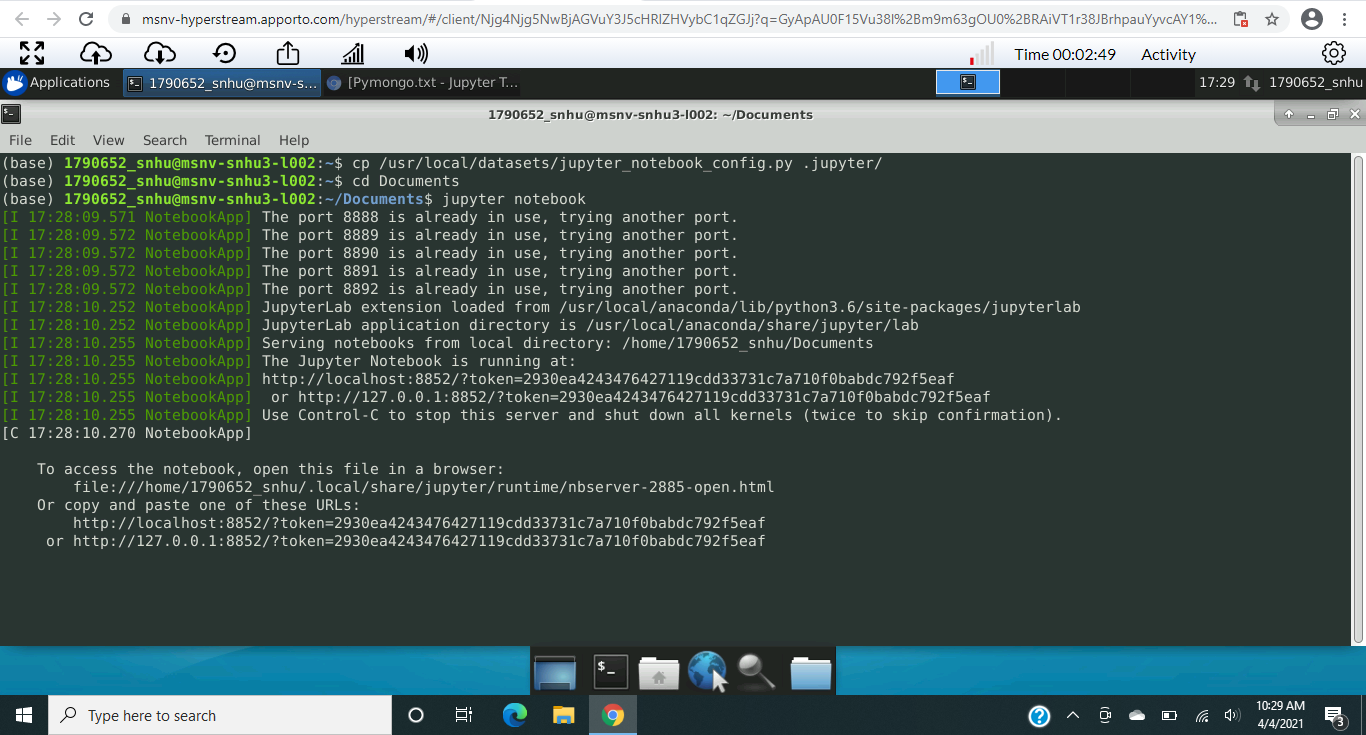 msnv-hyperstream.apporto.com/hyperstream/#/client/Njg4Njg5NwBjAGVuY3J5cHRlZHVybC1qZGJj?q=GyApAU0F15Vu38l%2Bm9m63gOU0%2BRAiVT1r38JBrhpauYyvcAY1%...
Time 00:02:49 Activity
Applications 1790652_snhu@msnv-s... [Pymongo.txt - Jupyter T... 17:29 1790652_snhu
1790652_snhu@msnv-snhu3-l002: ~/Documents
File Edit View Search Terminal Help
(base) 1790652_snhu@msnv-snhu3-l002:~$ cp /usr/local/datasets/jupyter_notebook_config.py .jupyter/
(base) 1790652_snhu@msnv-snhu3-l002:~$ cd Documents
(base) 1790652_snhu@msnv-snhu3-l002:~/Documents$ jupyter notebook
[I 17:28:09.571 NotebookApp] The port 8888 is already in use, trying another port.
[I 17:28:09.572 NotebookApp] The port 8889 is already in use, trying another port.
[I 17:28:09.572 NotebookApp] The port 8890 is already in use, trying another port.
[I 17:28:09.572 NotebookApp] The port 8891 is already in use, trying another port.
[I 17:28:09.572 NotebookApp] The port 8892 is already in use, trying another port.
[I 17:28:10.252 NotebookApp] JupyterLab extension loaded from /usr/local/anaconda/lib/python3.6/site-packages/jupyterlab
[I 17:28:10.252 NotebookApp] JupyterLab application directory is /usr/local/anaconda/share/jupyter/lab
[I 17:28:10.255 NotebookApp] Serving notebooks from local directory: /home/1790652_snhu/Documents
[I 17:28:10.255 NotebookApp] The Jupyter Notebook is running at:
[I 17:28:10.255 NotebookApp] http://localhost:8852/?token=2930ea4243476427119cdd33731c7a710f0babdc792f5eaf
[I 17:28:10.255 NotebookApp]  or http://127.0.0.1:8852/?token=2930ea4243476427119cdd33731c7a710f0babdc792f5eaf
[I 17:28:10.255 NotebookApp] Use Control-C to stop this server and shut down all kernels (twice to skip confirmation).
[C 17:28:10.270 NotebookApp]
To access the notebook, open this file in a browser:
file:///home/1790652_snhu/.local/share/jupyter/runtime/nbserver-2885-open.html
Or copy and paste one of these URLs:
http://localhost:8852/?token=2930ea4243476427119cdd33731c7a710f0babdc792f5eaf
or http://127.0.0.1:8852/?token=2930ea4243476427119cdd33731c7a710f0babdc792f5eaf
$_
Type here to search
10:29 AM
4/4/2021
3